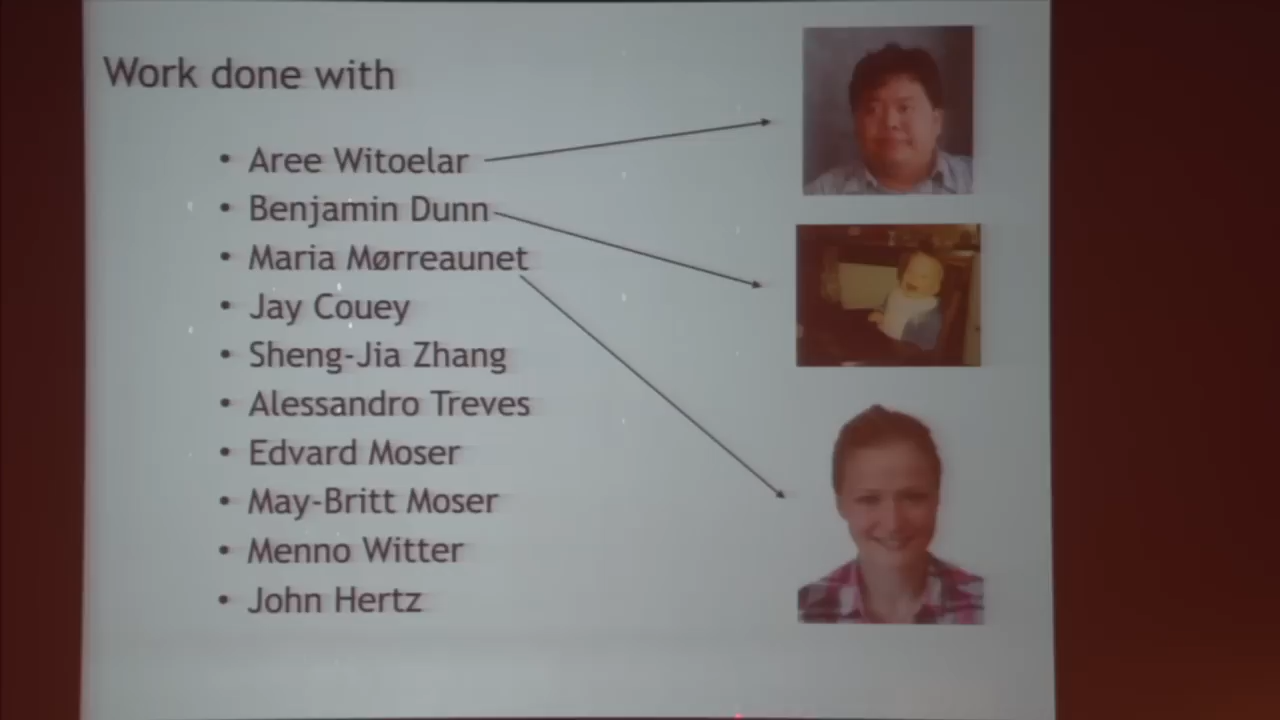 Work done with
• Aree Witoelar
• Benjamin Dunn
• Maria Mørreaunet
• Jay Couey
• Sheng-Jia Zhang
• Alessandro Treves
• Edvard Moser
• May-Britt Moser
• Menno Witter
• John Hertz